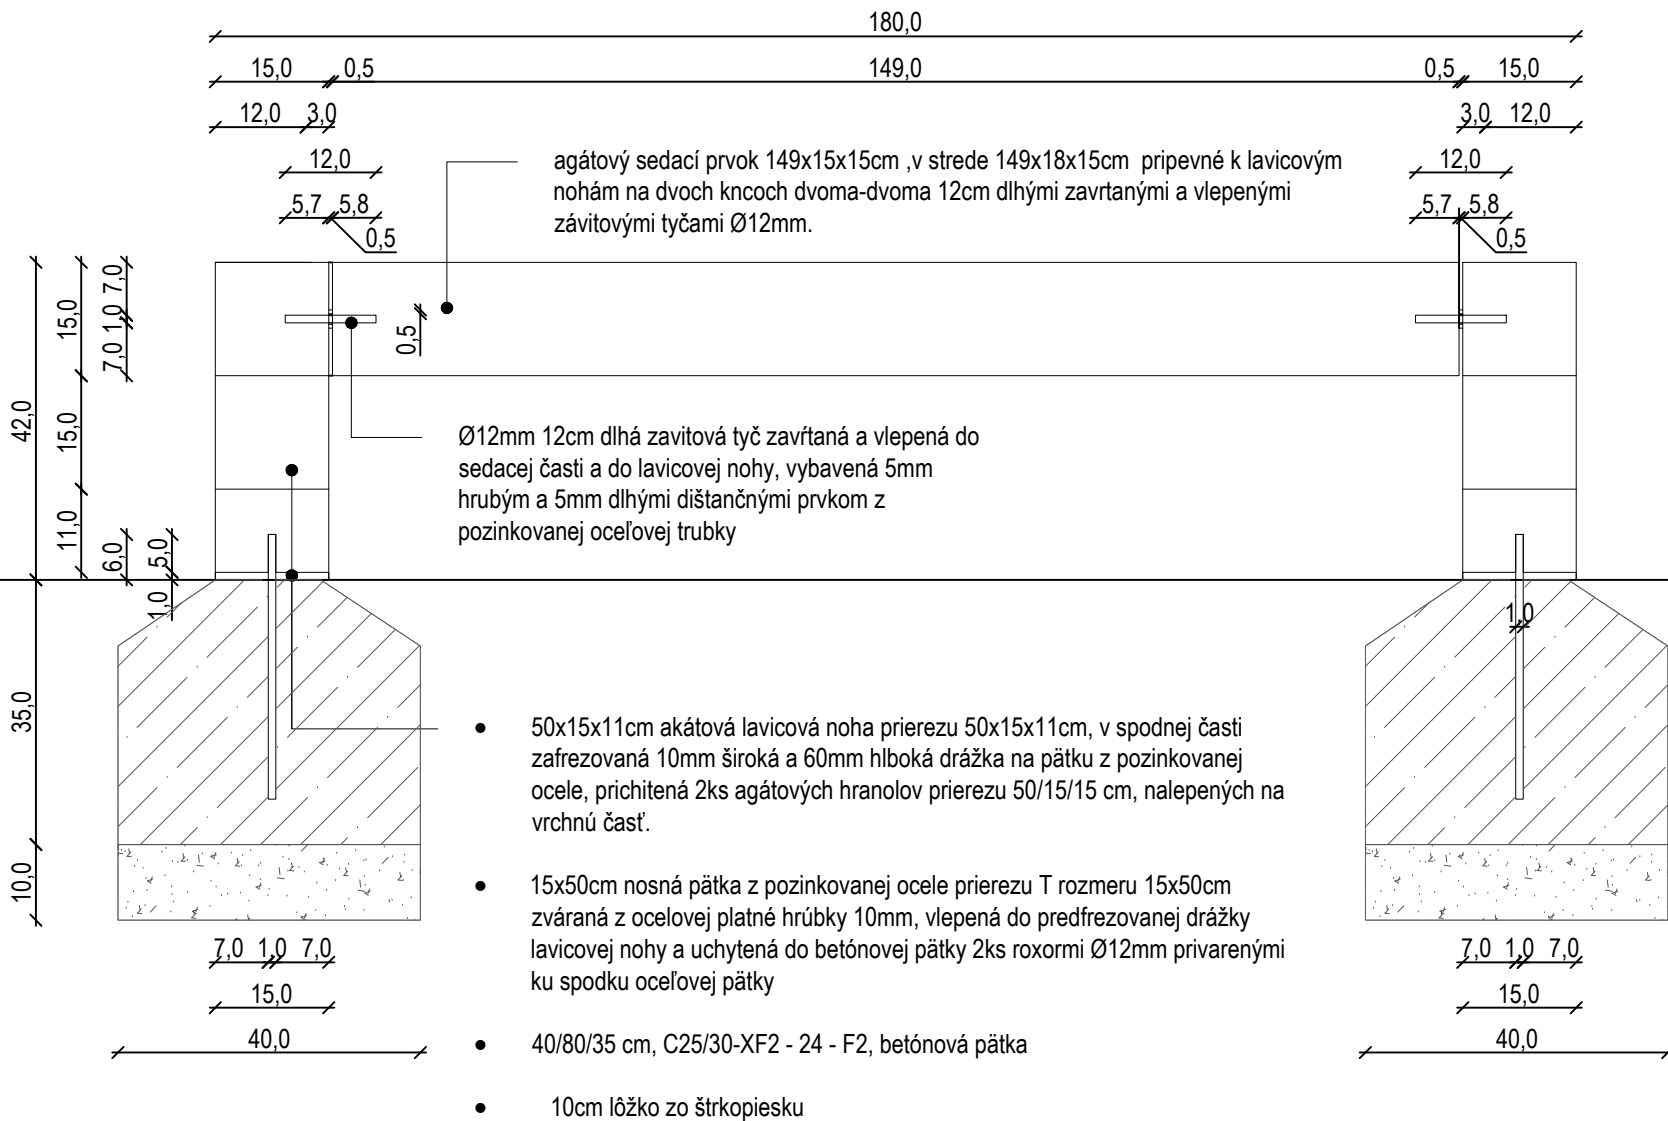 180,0
15,0 0,5 149,0 0,5 15,0
12,0 3,0 3,0 12,0
12,0 12,0
5,7 5,8 5,7 5,8
0,5 0,5
agátový sedací prvok 149x15x15cm ,v strede 149x18x15cm pripevné k lavicovým
nohám na dvoch kncoch dvoma-dvoma 12cm dlhými zavrtanými a vlepenými
závitovými tyčami Ø12mm.
42,0
15,0
15,0
11,0
7,0
1,0
7,0
0,5
6,0
5,0
1,0
Ø12mm 12cm dlhá zavitová tyč zavŕtaná a vlepená do
sedacej časti a do lavicovej nohy, vybavená 5mm
hrubým a 5mm dlhými dištančnými prvkom z
pozinkovanej oceľovej trubky
1,0
35,0
10,0
• 50x15x11cm akátová lavicová noha prierezu 50x15x11cm, v spodnej časti
zafrezovaná 10mm široká a 60mm hlboká drážka na pätku z pozinkovanej
ocele, prichitená 2ks agátových hranolov prierezu 50/15/15 cm, nalepených na
vrchnú časť.
• 15x50cm nosná pätka z pozinkovanej ocele prierezu T rozmeru 15x50cm
zváraná z ocelovej platné hrúbky 10mm, vlepená do predfrezovanej drážky
lavicovej nohy a uchytená do betónovej pätky 2ks roxormi Ø12mm privarenými
ku spodku oceľovej pätky
• 40/80/35 cm, C25/30-XF2 - 24 - F2, betónová pätka
• 10cm lôžko zo štrkopiesku
7,0 1,0 7,0
15,0
40,0
7,0 1,0 7,0
15,0
40,0